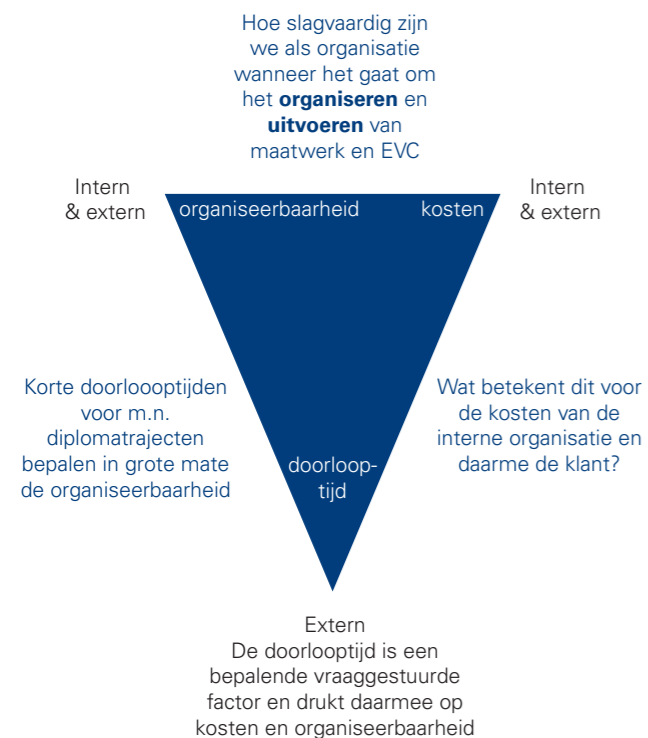 Hoe slagvaardig zijn
we als organisatie
wanneer het gaat om
het organiseren en
uitvoeren van
maatwerk en EVC
Intern
& extern
organiseerbaarheid
kosten
Intern
& extern
Korte doorloooptijden
voor m.n.
diplomatrajecten
bepalen in grote mate
de organiseerbaarheid
doorloop-
tijd
Wat betekent dit voor
de kosten van de
interne organisatie en
daarme de klant?
Extern
De doorlooptijd is een
bepalende vraaggestuurde
factor en drukt daarmee op
kosten en organiseerbaarheid